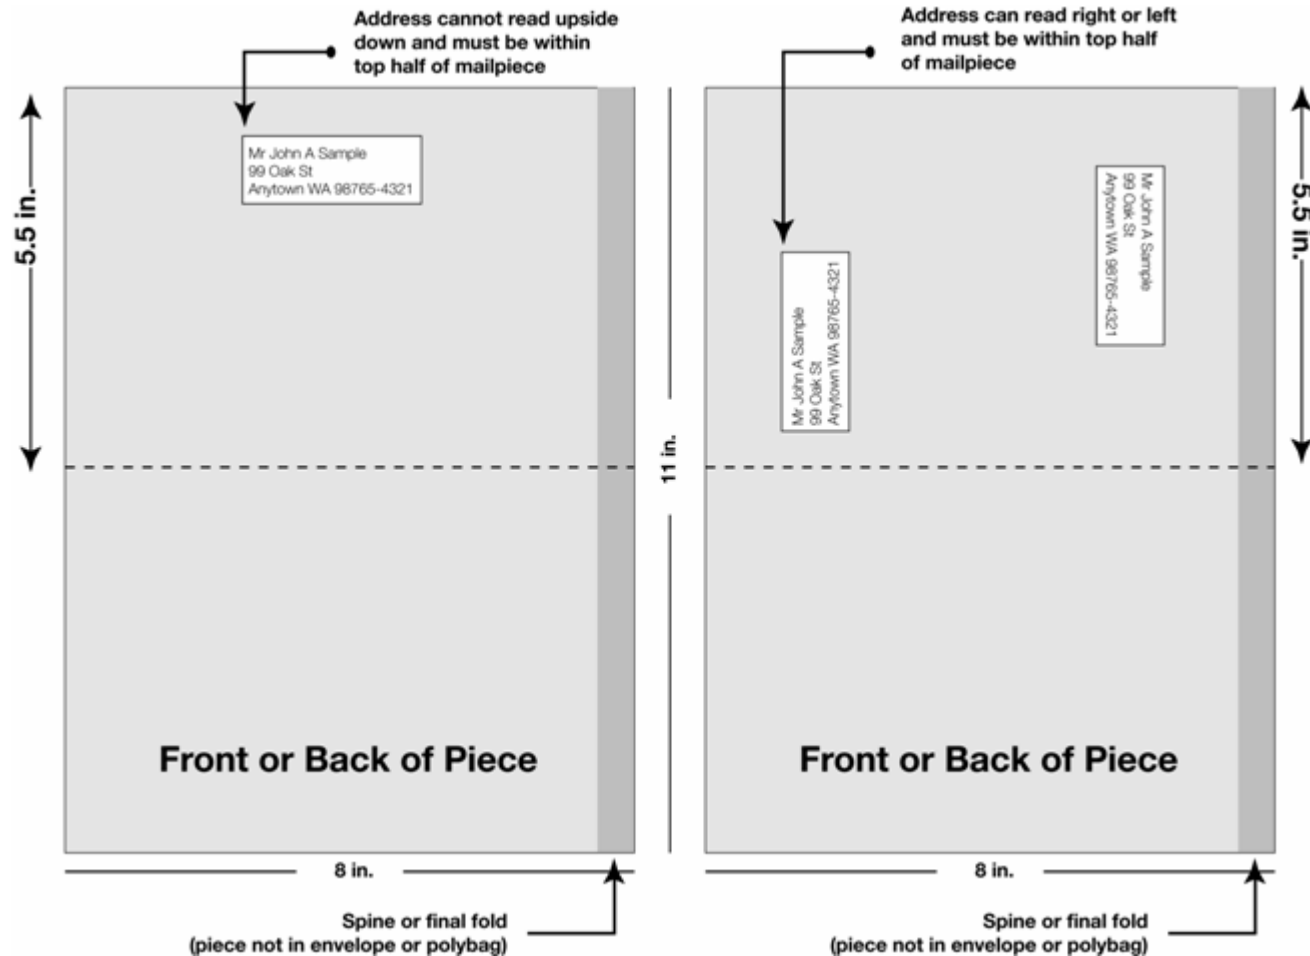 Address cannot read upside
down and must be within
top half of mailpiece
Mr John A Sample
99 Oak St
Anytown WA 98765-4321
5.5 in.
Front or Back of Piece
8 in.
Spine or final fold
(piece not in envelope or polybag)
11 in.
Address can read right or left
and must be within top half
of mailpiece
Mr John A Sample
99 Oak St
Anytown WA 98765-4321
Mr John A Sample
99 Oak St
Anytown WA 98765-4321
5.5 in.
Front or Back of Piece
8 in.
Spine or final fold
(piece not in envelope or polybag)